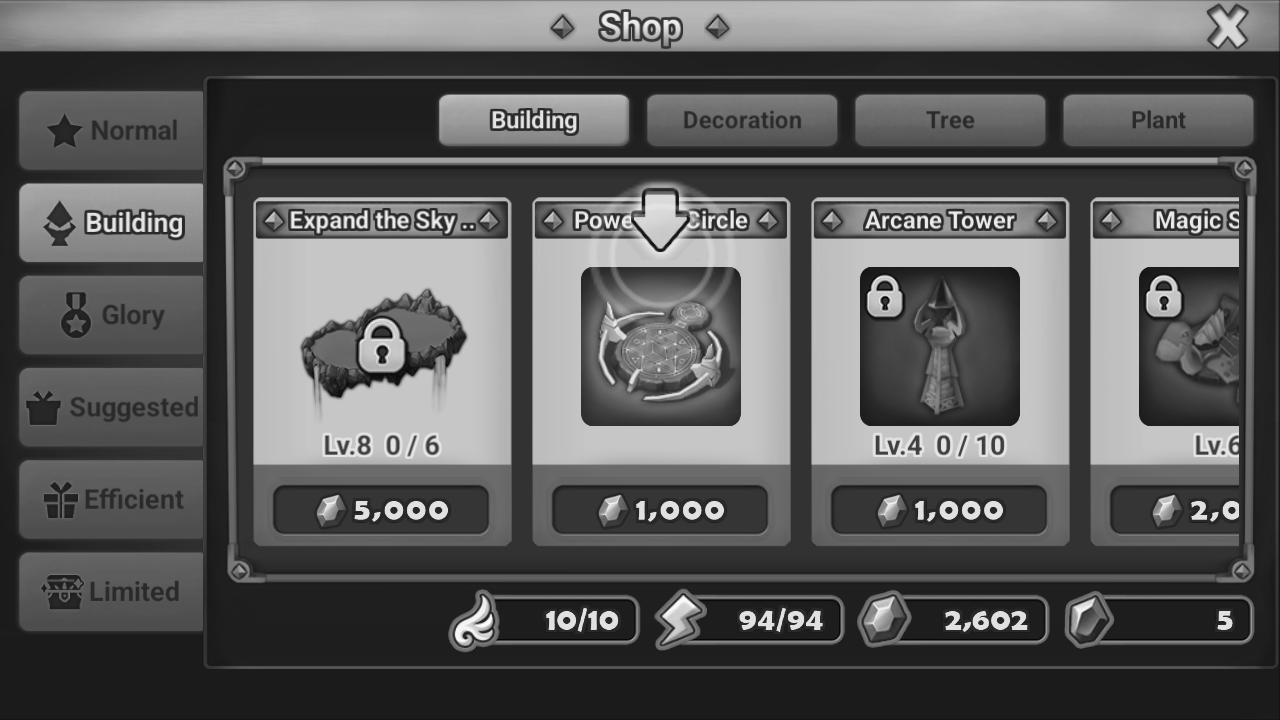 Shop
Normal
Building
Glory
Suggested
Efficient
Limited
Building
Decoration
Tree
Plant
Expand the Sky ..
Circle
Arcane Tower
Magic
Lv.8 0/6
Lv.4 0/10
Lv.6
5,000
1,000
1,000
10/10
94/94
2,602
5